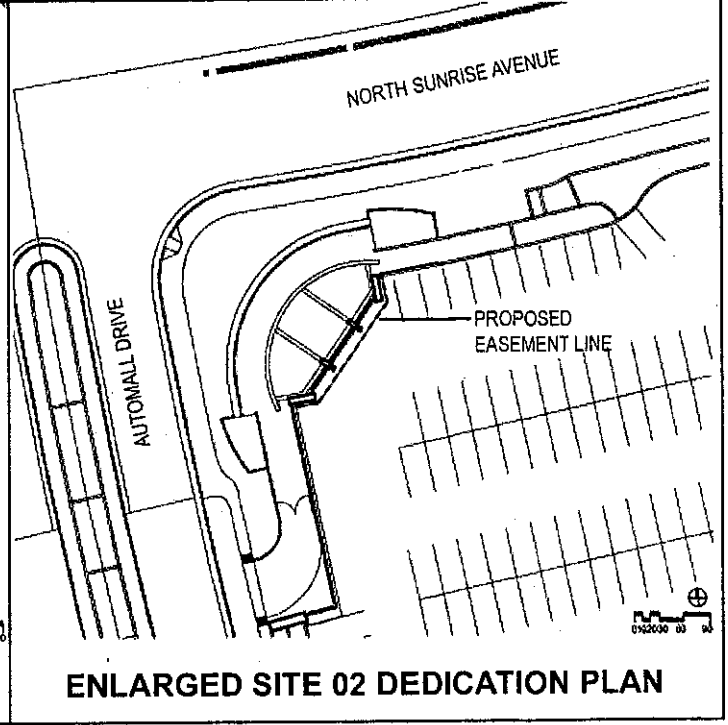 NORTH SUNRISE AVENUE
AUTOMALL DRIVE
PROPOSED
EASEMENT LINE
ENLARGED SITE 02 DEDICATION PLAN